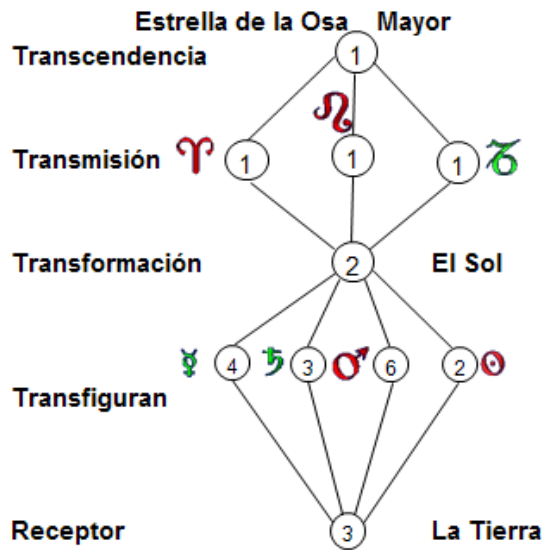 Estrella de la Osa Mayor
Transcendencia 1
Transmisión ♈ 1 ♌ 1 1 ♑
Transformación 2 El Sol
☿ 4 ♄ 3 ♂ 6 2 ☉
Transfiguran
Receptor 3 La Tierra